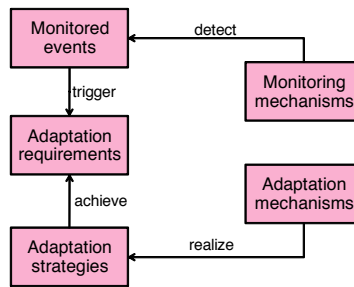 Monitored
events
detect
trigger
Monitoring
mechanisms
Adaptation
requirements
Adaptation
mechanisms
achieve
Adaptation
strategies
realize